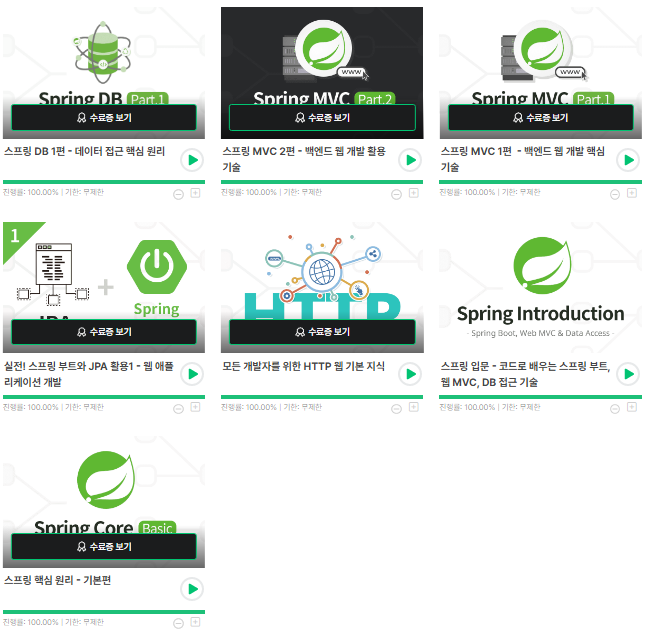 Spring DB Part.1
수료증 보기
스프링 DB 1편 - 데이터 접근 핵심 원리
진행률: 100.00% | 기한: 무제한
Spring MVC Part.2
www
수료증 보기
스프링 MVC 2편 - 백엔드 웹 개발 활용
기술
진행률: 100.00% | 기한: 무제한
Spring MVC Part.1
www
수료증 보기
스프링 MVC 1편 - 백엔드 웹 개발 핵심
기술
진행률: 100.00% | 기한: 무제한
1
Spring
JPA
수료증 보기
실전! 스프링 부트와 JPA 활용1 - 웹 애플
리케이션 개발
진행률: 100.00% | 기한: 무제한
HTTP
수료증 보기
모든 개발자를 위한 HTTP 웹 기본 지식
진행률: 100.00% | 기한: 무제한
Spring Introduction
- Spring Boot, Web MVC & Data Access -
스프링 입문 - 코드로 배우는 스프링 부트,
웹 MVC, DB 접근 기술
진행률: 100.00% | 기한: 무제한
Spring Core Basic
수료증 보기
스프링 핵심 원리 - 기본편
진행률: 100.00% | 기한: 무제한